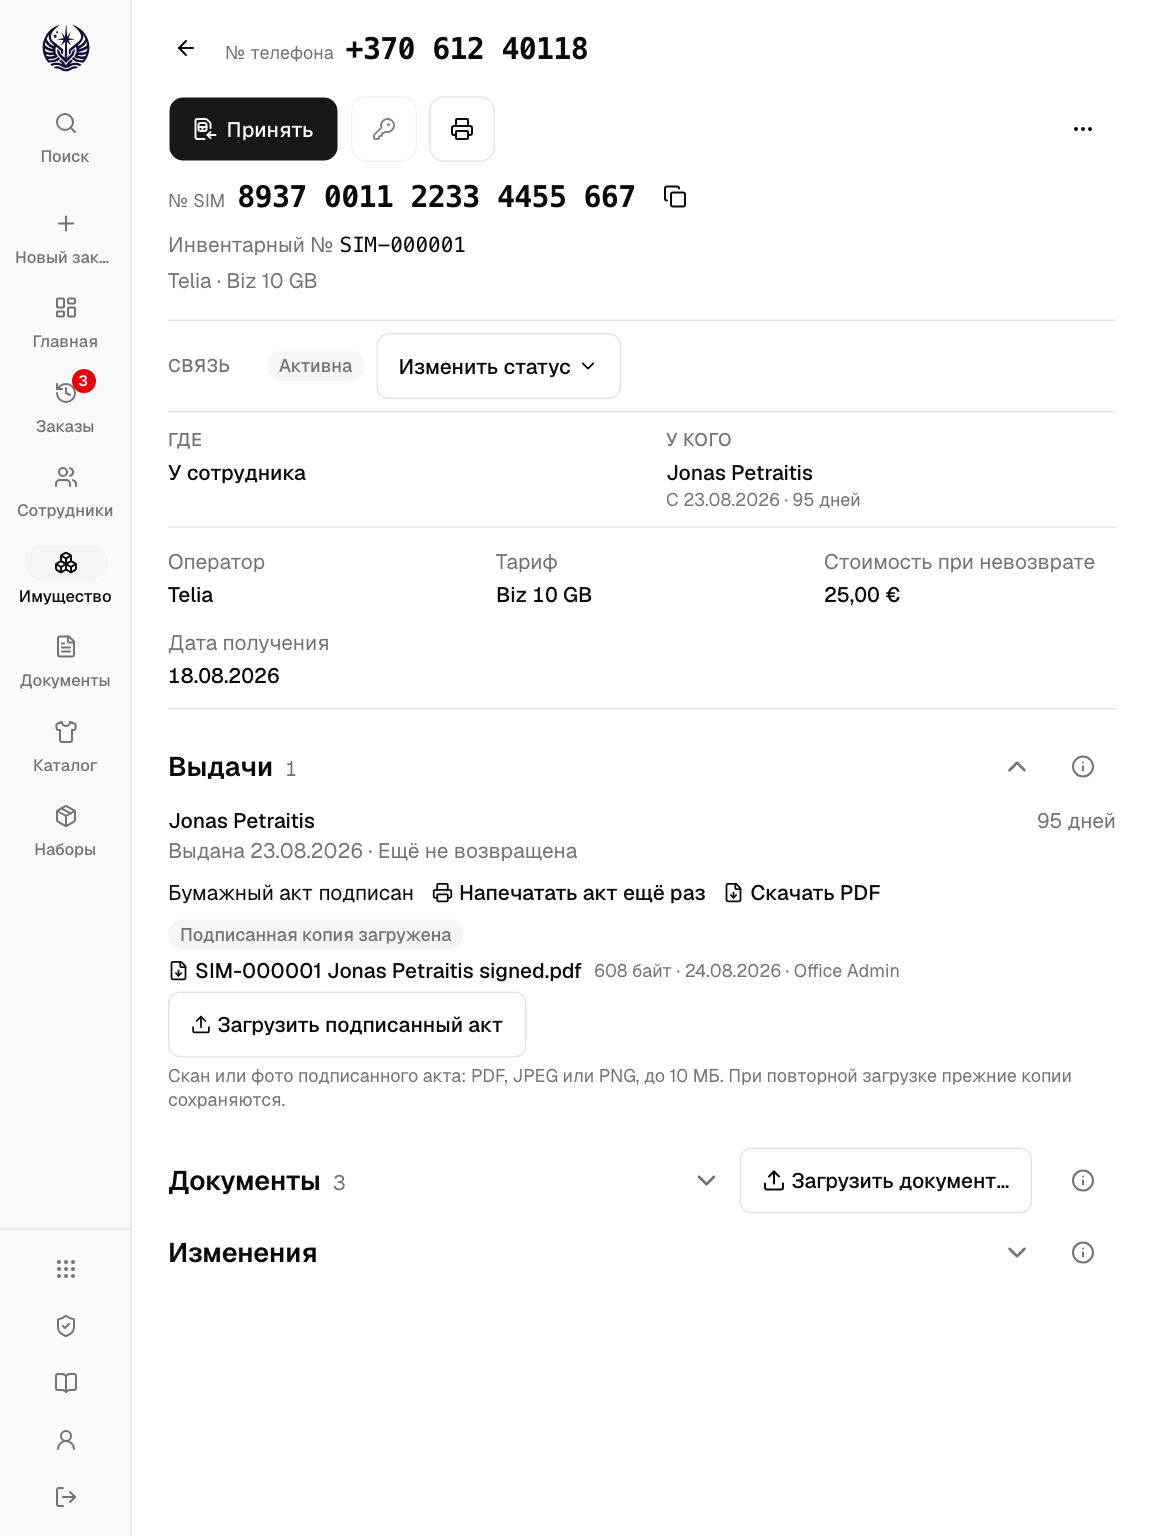 № телефона +370 612 40118
Принять
№ SIM 8937 0011 2233 4455 667
Инвентарный № SIM-000001
Telia · Biz 10 GB
СВЯЗЬ Активна Изменить статус
ГДЕ
У сотрудника
У КОГО
Jonas Petraitis
С 23.08.2026 · 95 дней
Оператор
Telia
Тариф
Biz 10 GB
Стоимость при невозврате
25,00 €
Дата получения
18.08.2026
Выдачи 1
Jonas Petraitis 95 дней
Выдана 23.08.2026 · Ещё не возвращена
Бумажный акт подписан Напечатать акт ещё раз Скачать PDF
Подписанная копия загружена
SIM-000001 Jonas Petraitis signed.pdf 608 байт · 24.08.2026 · Office Admin
Загрузить подписанный акт
Скан или фото подписанного акта: PDF, JPEG или PNG, до 10 МБ. При повторной загрузке прежние копии
сохраняются.
Документы 3 Загрузить документ...
Изменения
Поиск
Новый зак...
Главная
3
Заказы
Сотрудники
Имущество
Документы
Каталог
Наборы